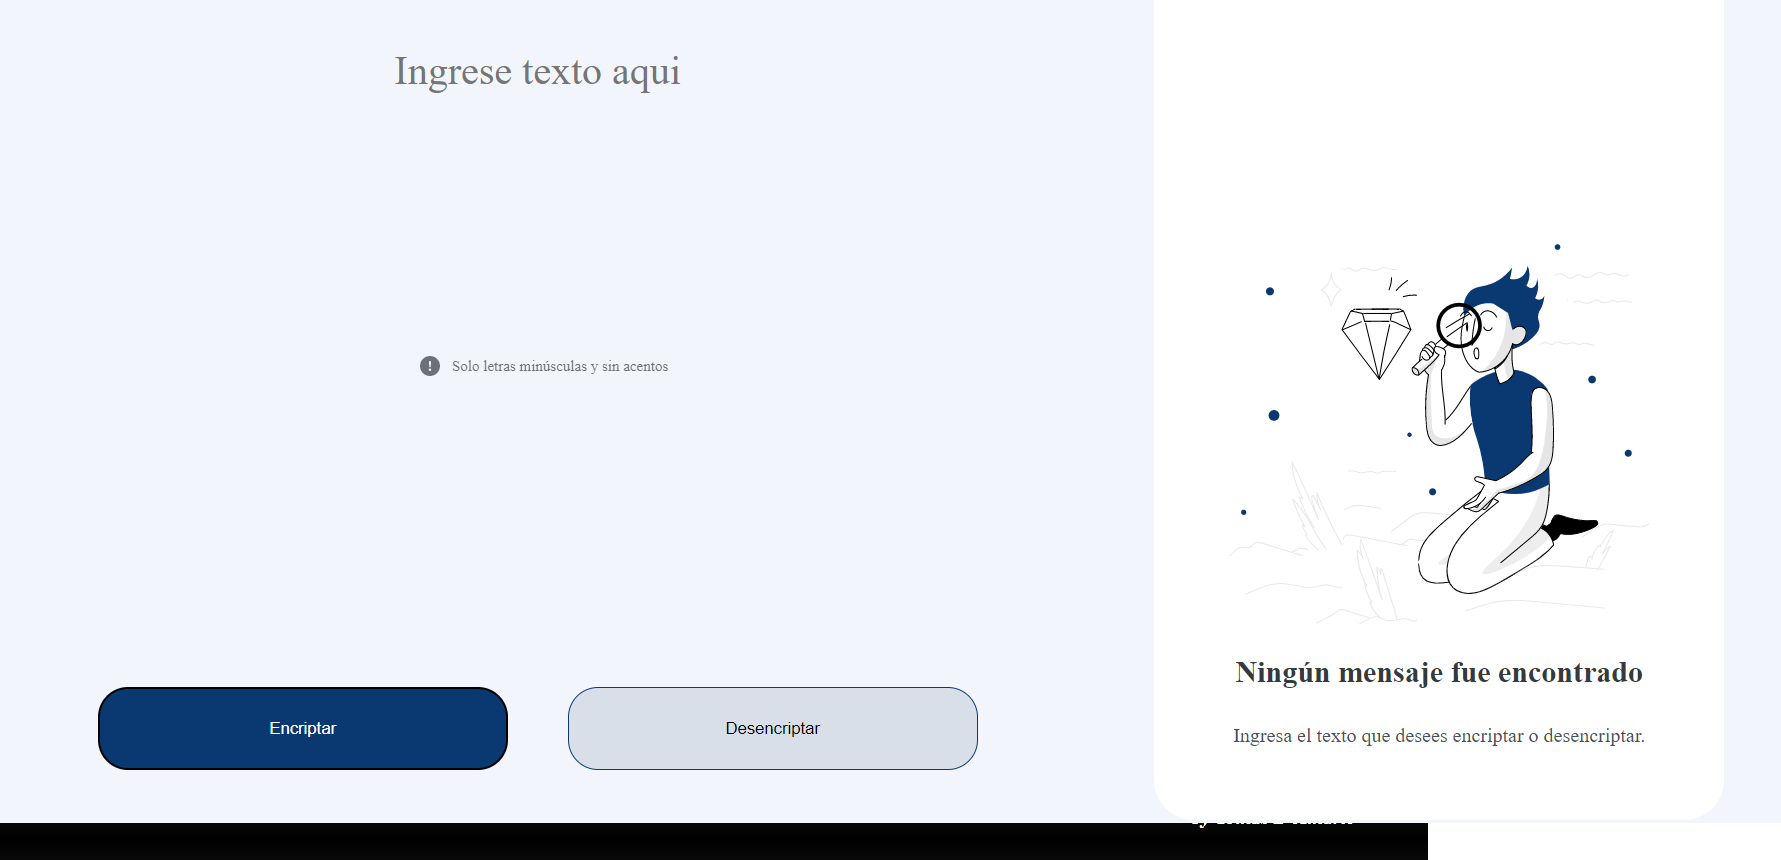 Ingrese texto aqui
Solo letras minúsculas y sin acentos
Encriptar
Desencriptar
Ningún mensaje fue encontrado
Ingresa el texto que desees encriptar o desencriptar.